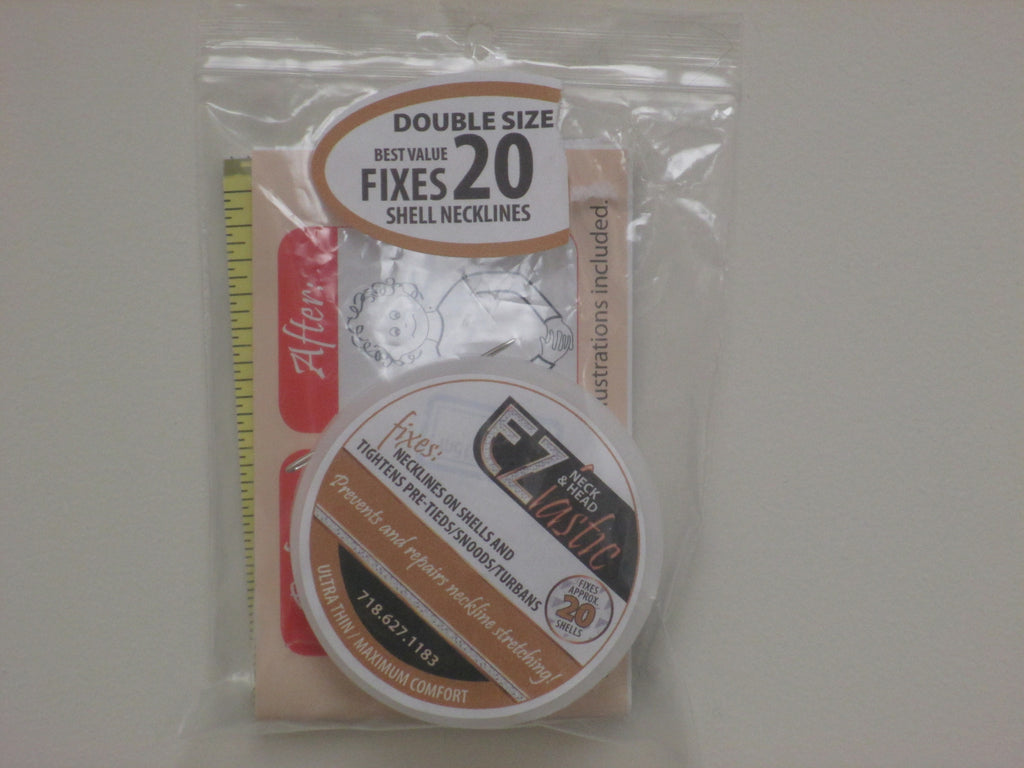 DOUBLE SIZE
BEST VALUE
FIXES 20
SHELL NECKLINES
After:
ustrations included.
EZlastic
NECK
& HEAD
fixes:
NECKLINES ON SHELLS AND
TIGHTENS PRE-TIEDS/SNOODS/TURBANS
FIXES
APPROX.
20
SHELLS
Prevents and repairs neckline stretching!
718.627.1183
ULTRA THIN / MAXIMUM COMFORT